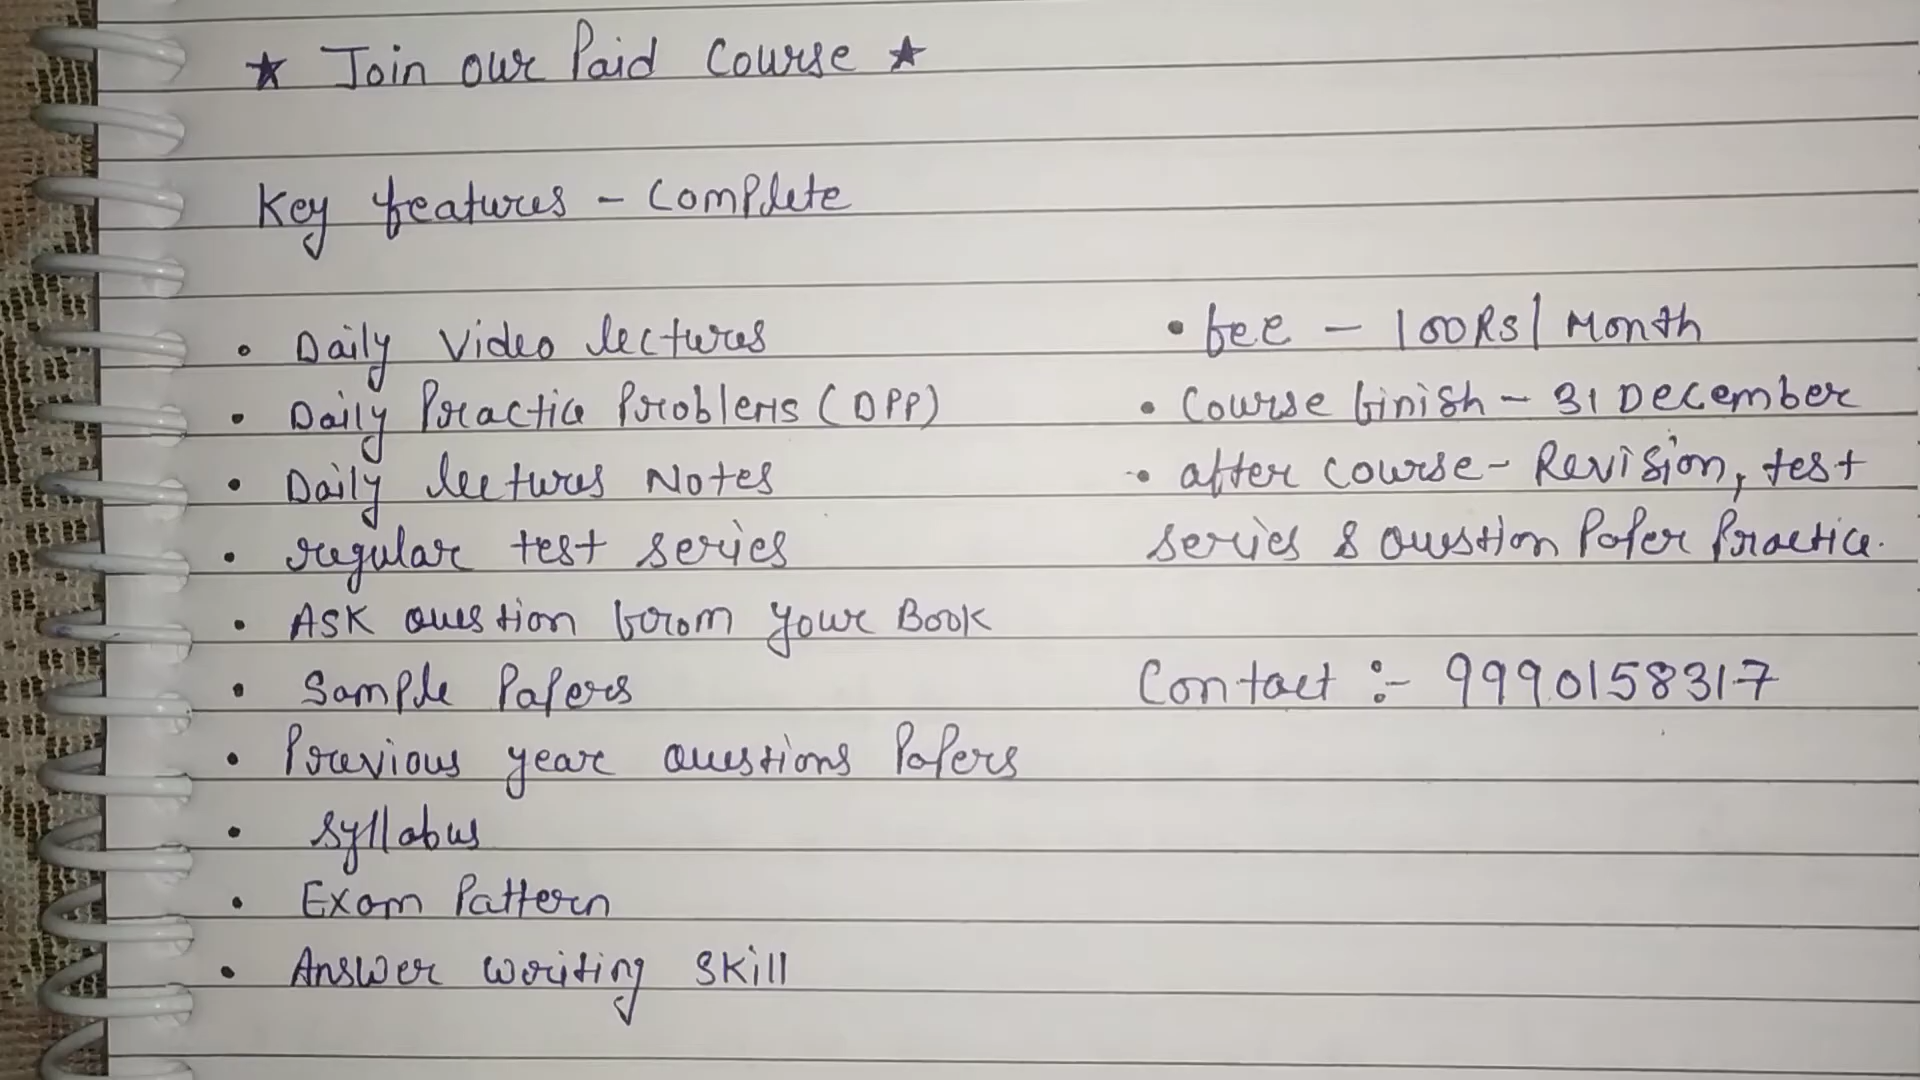 ★ Join our Paid Course ★
Key features - Complete
• Daily Video lectures
• Daily Practice Problems (DPP)
• Daily lectures Notes
• regular test series
• Ask question from your Book
• Sample Papers
• Previous year questions Papers
• Syllabus
• Exam Pattern
• Answer writing Skill
• fee - 100Rs/Month
• Course finish - 31 December
• after course - Revision, test
series & Question Paper Practice.
Contact :- 9990158317